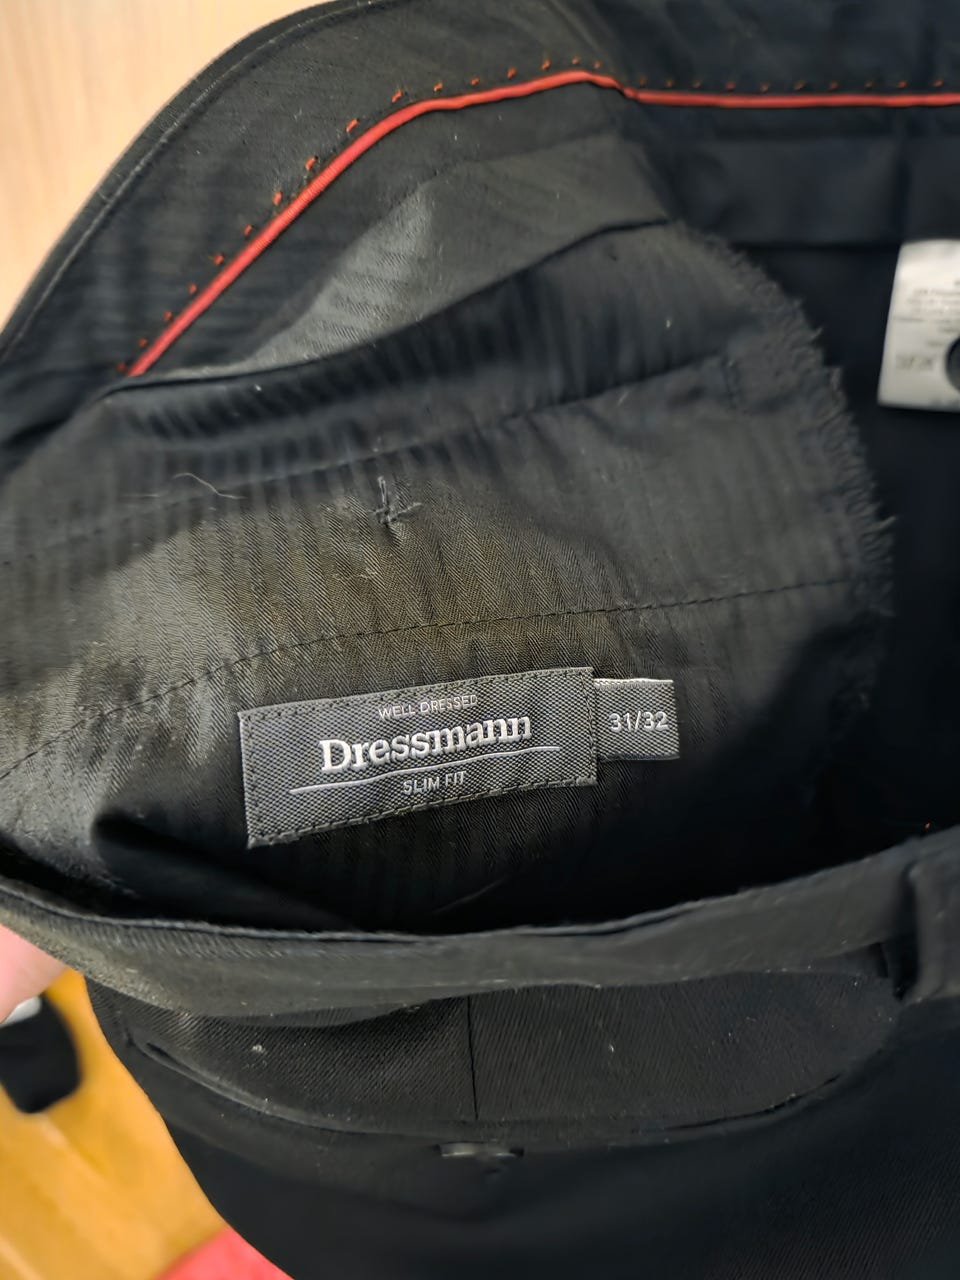 WELL DRESSED
Dressmann
SLIM FIT
31/32